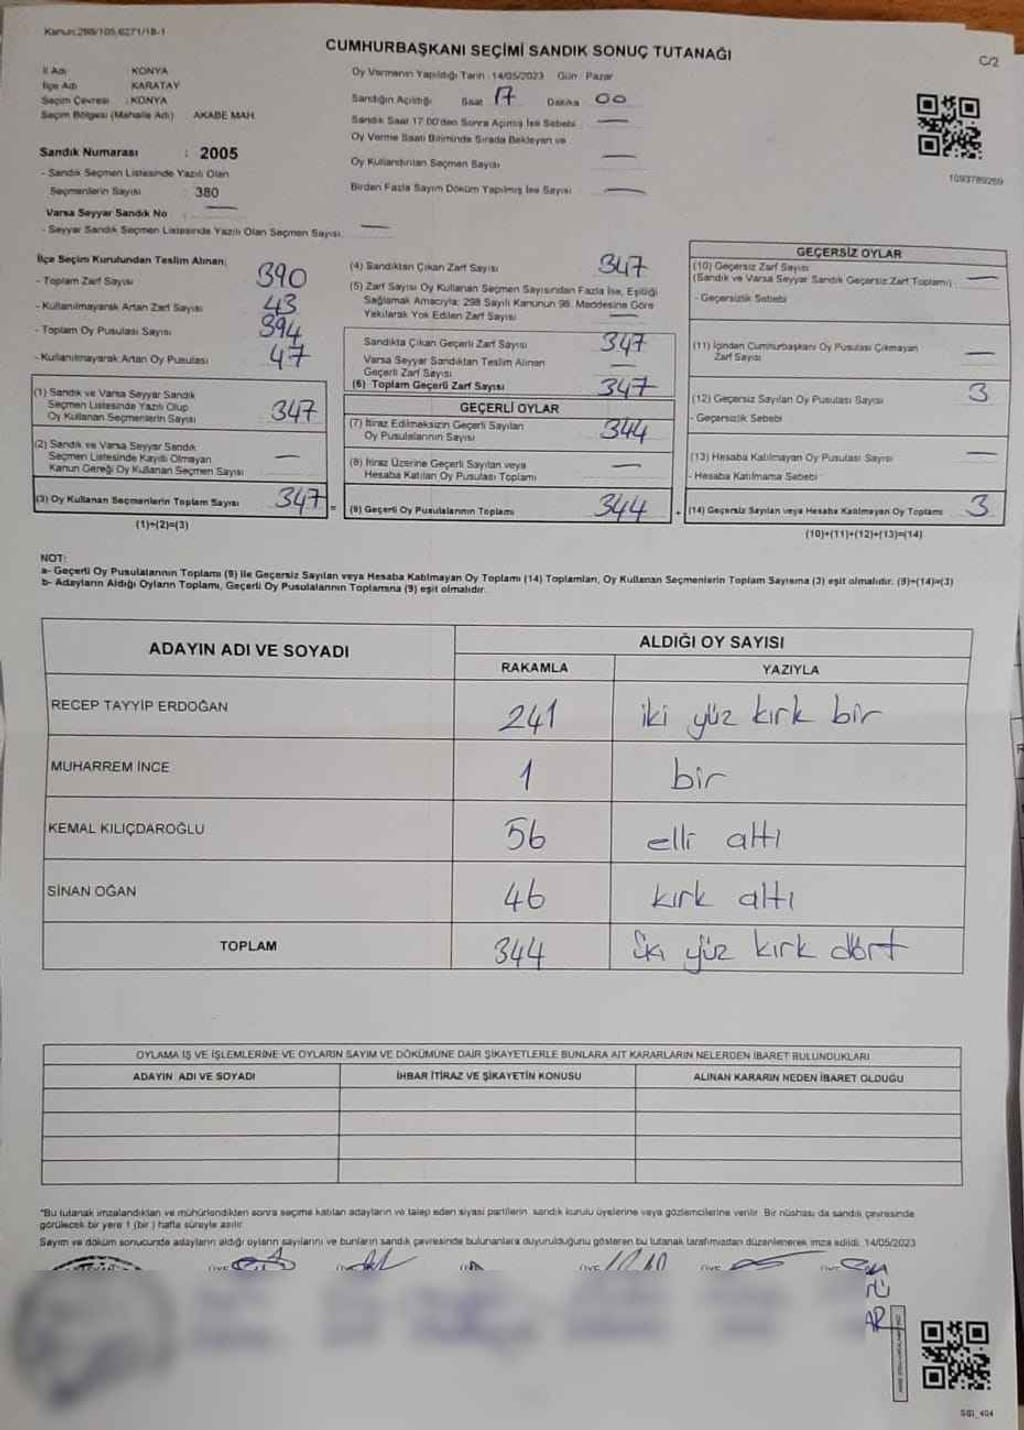 Kanun:298/105,6271/18-1
CUMHURBAŞKANI SEÇİMİ SANDIK SONUÇ TUTANAĞI
C/2
İl Adı : KONYA
İlçe Adı : KARATAY
Seçim Çevresi : KONYA
Seçim Bölgesi (Mahalle Adı) : AKABE MAH.
Sandık Numarası : 2005
- Sandık Seçmen Listesinde Yazılı Olan
Seçmenlerin Sayısı 380
Varsa Seyyar Sandık No : —
- Seyyar Sandık Seçmen Listesinde Yazılı Olan Seçmen Sayısı: —
Oy Vermenin Yapıldığı Tarih : 14/05/2023 Gün : Pazar
Sandığın Açıldığı Saat 17 Dakika 00
Sandık Saat 17:00'den Sonra Açılmış İse Sebebi —
Oy Verme Saati Bitiminde Sırada Bekleyen ve
Oy Kullandırılan Seçmen Sayısı —
Birden Fazla Sayım Döküm Yapılmış İse Sayısı —
1093789269
İlçe Seçim Kurulundan Teslim Alınan;
- Toplam Zarf Sayısı 390
- Kullanılmayarak Artan Zarf Sayısı 43
- Toplam Oy Pusulası Sayısı 394
- Kullanılmayarak Artan Oy Pusulası 47
(1) Sandık ve Varsa Seyyar Sandık
Seçmen Listesinde Yazılı Olup
Oy Kullanan Seçmenlerin Sayısı 347
(2) Sandık ve Varsa Seyyar Sandık
Seçmen Listesinde Kayıtlı Olmayan
Kanun Gereği Oy Kullanan Seçmen Sayısı —
(3) Oy Kullanan Seçmenlerin Toplam Sayısı 347 =
(1)+(2)=(3)
(4) Sandıktan Çıkan Zarf Sayısı 347
(5) Zarf Sayısı Oy Kullanan Seçmen Sayısından Fazla İse, Eşitliği
Sağlamak Amacıyla; 298 Sayılı Kanunun 98. Maddesine Göre
Yakılarak Yok Edilen Zarf Sayısı —
Sandıkta Çıkan Geçerli Zarf Sayısı 347
Varsa Seyyar Sandıktan Teslim Alınan
Geçerli Zarf Sayısı —
(6) Toplam Geçerli Zarf Sayısı 347
GEÇERLİ OYLAR
(7) İtiraz Edilmeksizin Geçerli Sayılan
Oy Pusulalarının Sayısı 344
(8) İtiraz Üzerine Geçerli Sayılan veya
Hesaba Katılan Oy Pusulası Toplamı —
(9) Geçerli Oy Pusulalarının Toplamı 344 +
GEÇERSİZ OYLAR
(10) Geçersiz Zarf Sayısı
(Sandık ve Varsa Seyyar Sandık Geçersiz Zarf Toplamı) —
- Geçersizlik Sebebi
(11) İçinden Cumhurbaşkanı Oy Pusulası Çıkmayan
Zarf Sayısı —
(12) Geçersiz Sayılan Oy Pusulası Sayısı 3
- Geçersizlik Sebebi
(13) Hesaba Katılmayan Oy Pusulası Sayısı —
- Hesaba Katılmama Sebebi
(14) Geçersiz Sayılan veya Hesaba Katılmayan Oy Toplamı 3
(10)+(11)+(12)+(13)=(14)
NOT:
a- Geçerli Oy Pusulalarının Toplamı (9) ile Geçersiz Sayılan veya Hesaba Katılmayan Oy Toplamı (14) Toplamları, Oy Kullanan Seçmenlerin Toplam Sayısına (3) eşit olmalıdır. (9)+(14)=(3)
b- Adayların Aldığı Oyların Toplamı, Geçerli Oy Pusulalarının Toplamına (9) eşit olmalıdır.
ADAYIN ADI VE SOYADI ALDIĞI OY SAYISI
RAKAMLA YAZIYLA
RECEP TAYYİP ERDOĞAN 241 iki yüz kırk bir
MUHARREM İNCE 1 bir
KEMAL KILIÇDAROĞLU 56 elli altı
SİNAN OĞAN 46 kırk altı
TOPLAM 344 yüz kırk dört
OYLAMA İŞ VE İŞLEMLERİNE VE OYLARIN SAYIM VE DÖKÜMÜNE DAİR ŞİKAYETLERLE BUNLARA AİT KARARLARIN NELERDEN İBARET BULUNDUKLARI
ADAYIN ADI VE SOYADI İHBAR İTİRAZ VE ŞİKAYETİN KONUSU ALINAN KARARIN NEDEN İBARET OLDUĞU
*Bu tutanak imzalandıktan ve mühürlendikten sonra seçime katılan adayların ve talep eden siyasi partilerin sandık kurulu üyelerine veya gözlemcilerine verilir. Bir nüshası da sandık çevresinde
görülecek bir yere 1 (bir) hafta süreyle asılır.
Sayım ve döküm sonucunda adayların aldığı oyların sayılarını ve bunların sandık çevresinde bulunanlara duyurulduğunu gösteren bu tutanak tarafımızdan düzenlenerek imza edildi. 14/05/2023
SSI_404